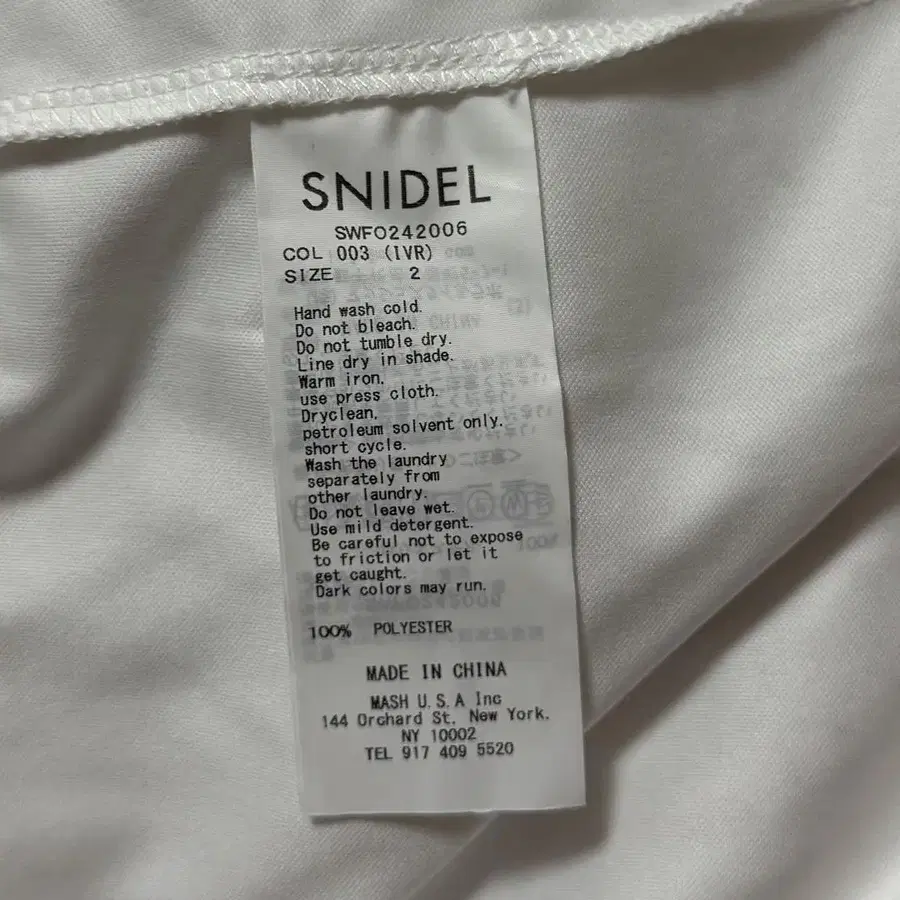 SNIDEL
SWFO242006
COL 003 (IVR)
SIZE 2
Hand wash cold.
Do not bleach.
Do not tumble dry.
Line dry in shade.
Warm iron,
use press cloth.
Dryclean,
petroleum solvent only.
short cycle.
Wash the laundry
separately from
other laundry.
Do not leave wet.
Use mild detergent.
Be careful not to expose
to friction or let it
get caught.
Dark colors may run.
100% POLYESTER
MADE IN CHINA
MASH U.S.A Inc
144 Orchard St. New York.
NY 10002
TEL 917 409 5520